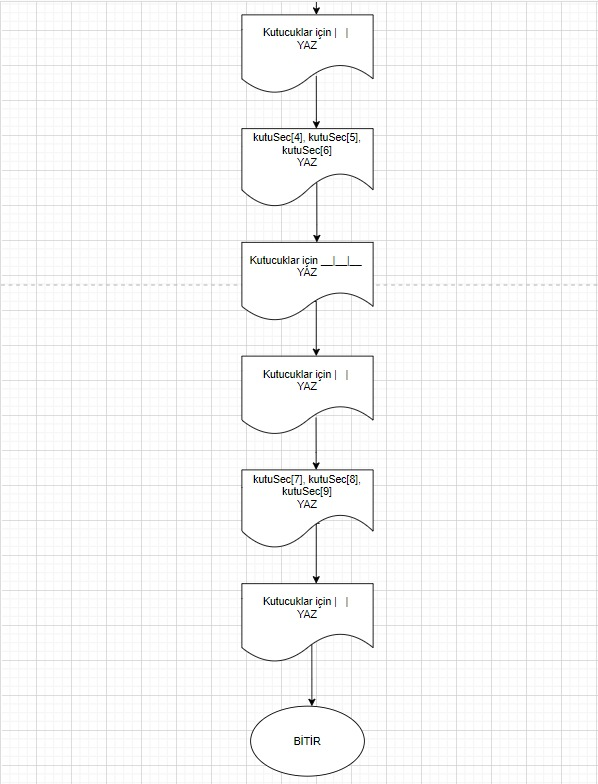 Kutucuklar için |   |
YAZ
kutuSec[4], kutuSec[5],
kutuSec[6]
YAZ
Kutucuklar için __|__|__
YAZ
Kutucuklar için |   |
YAZ
kutuSec[7], kutuSec[8],
kutuSec[9]
YAZ
Kutucuklar için |   |
YAZ
BİTİR